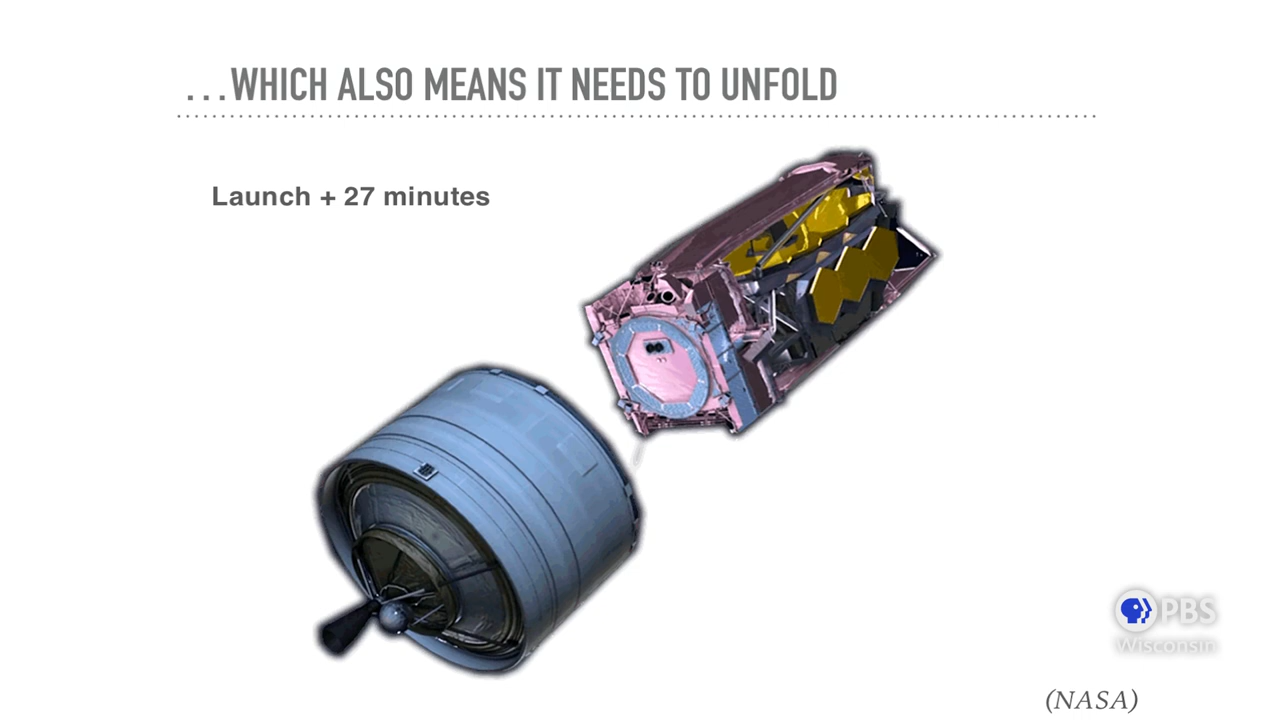 ...WHICH ALSO MEANS IT NEEDS TO UNFOLD
Launch + 27 minutes
PBS
Wisconsin
(NASA)